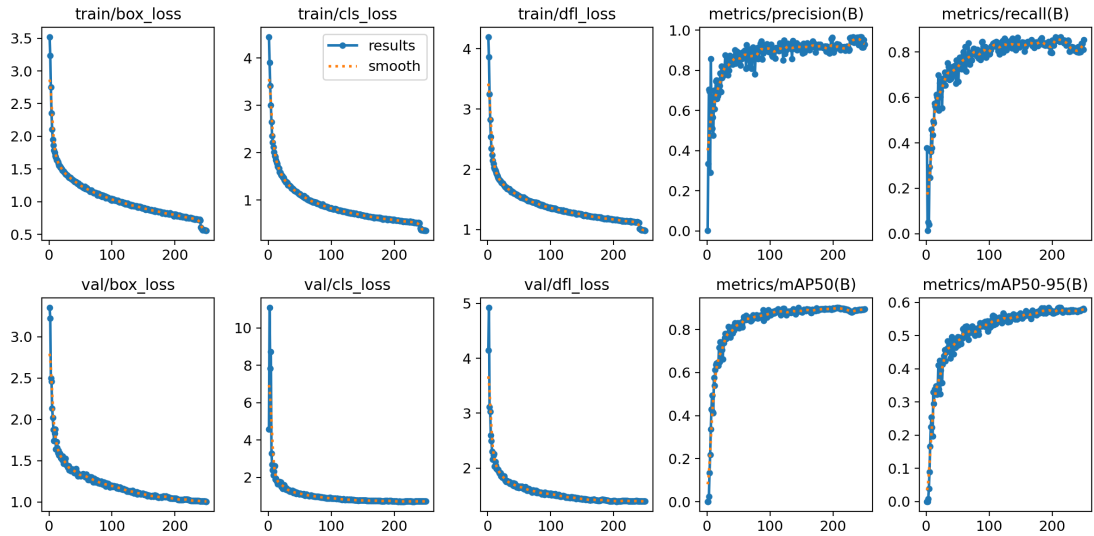 train/box_loss
train/cls_loss
train/dfl_loss
metrics/precision(B)
metrics/recall(B)
3.5
3.0
2.5
2.0
1.5
1.0
0.5
0 100 200
results
smooth
4
3
2
1
0 100 200
4
3
2
1
0 100 200
1.0
0.8
0.6
0.4
0.2
0.0
0 100 200
0.8
0.6
0.4
0.2
0.0
0 100 200
val/box_loss
val/cls_loss
val/dfl_loss
metrics/mAP50(B)
metrics/mAP50-95(B)
3.0
2.5
2.0
1.5
1.0
0 100 200
10
8
6
4
2
0 100 200
5
4
3
2
0 100 200
0.8
0.6
0.4
0.2
0.0
0 100 200
0.6
0.5
0.4
0.3
0.2
0.1
0.0
0 100 200